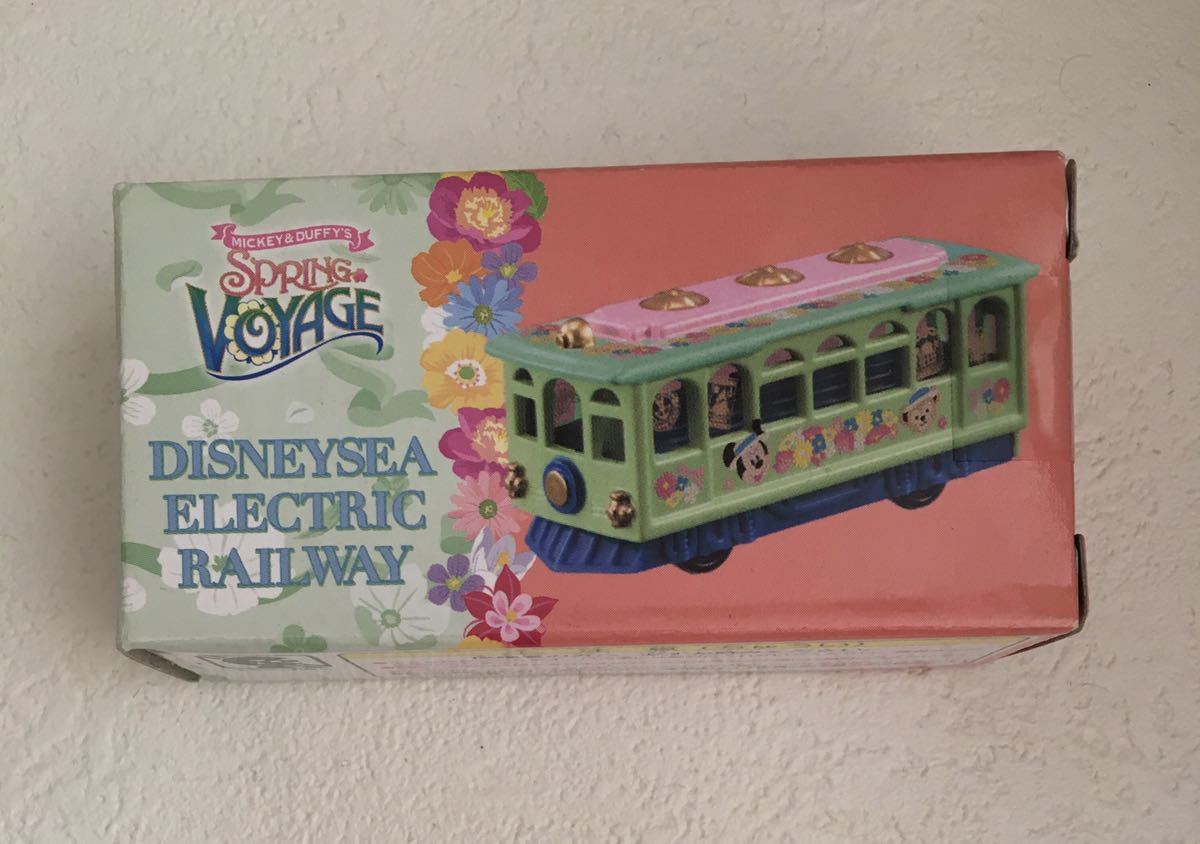 MICKEY & DUFFY'S
SPRING
VOYAGE
DISNEYSEA
ELECTRIC
RAILWAY